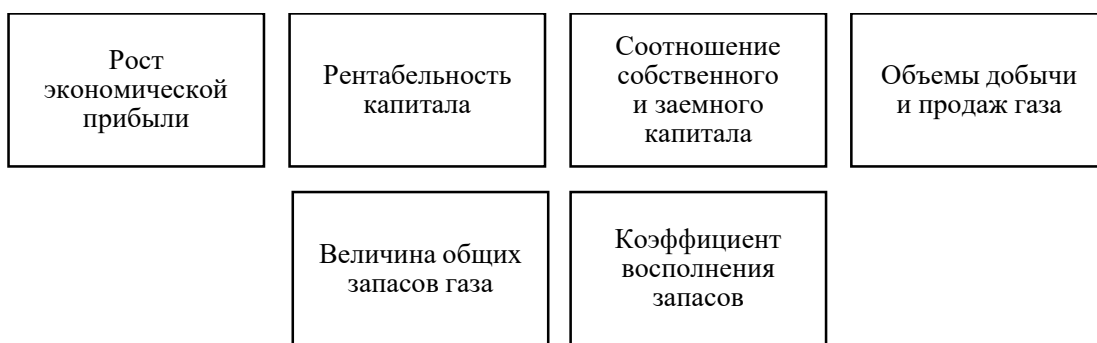 Рост
экономической
прибыли
Рентабельность
капитала
Соотношение
собственного
и заемного
капитала
Объемы добычи
и продаж газа
Величина общих
запасов газа
Коэффициент
восполнения
запасов